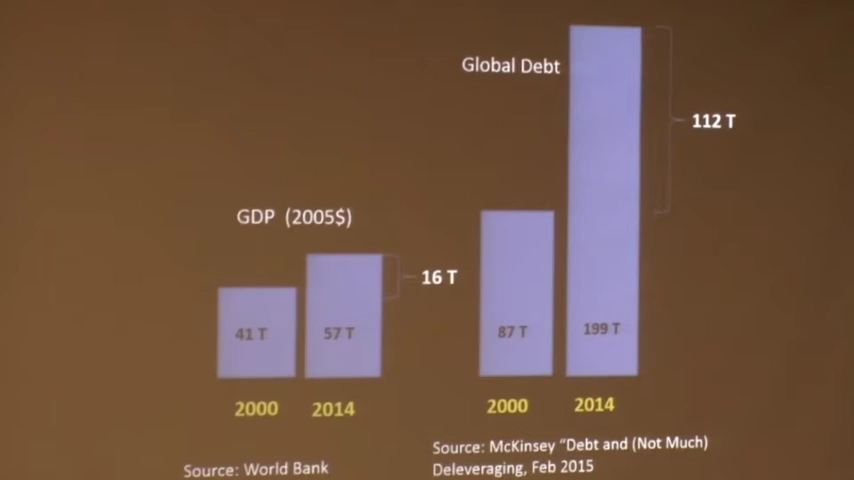 Global Debt
112 T
GDP (2005$)
16 T
41 T
57 T
87 T
199 T
2000
2014
2000
2014
Source: World Bank
Source: McKinsey "Debt and (Not Much)
Deleveraging, Feb 2015